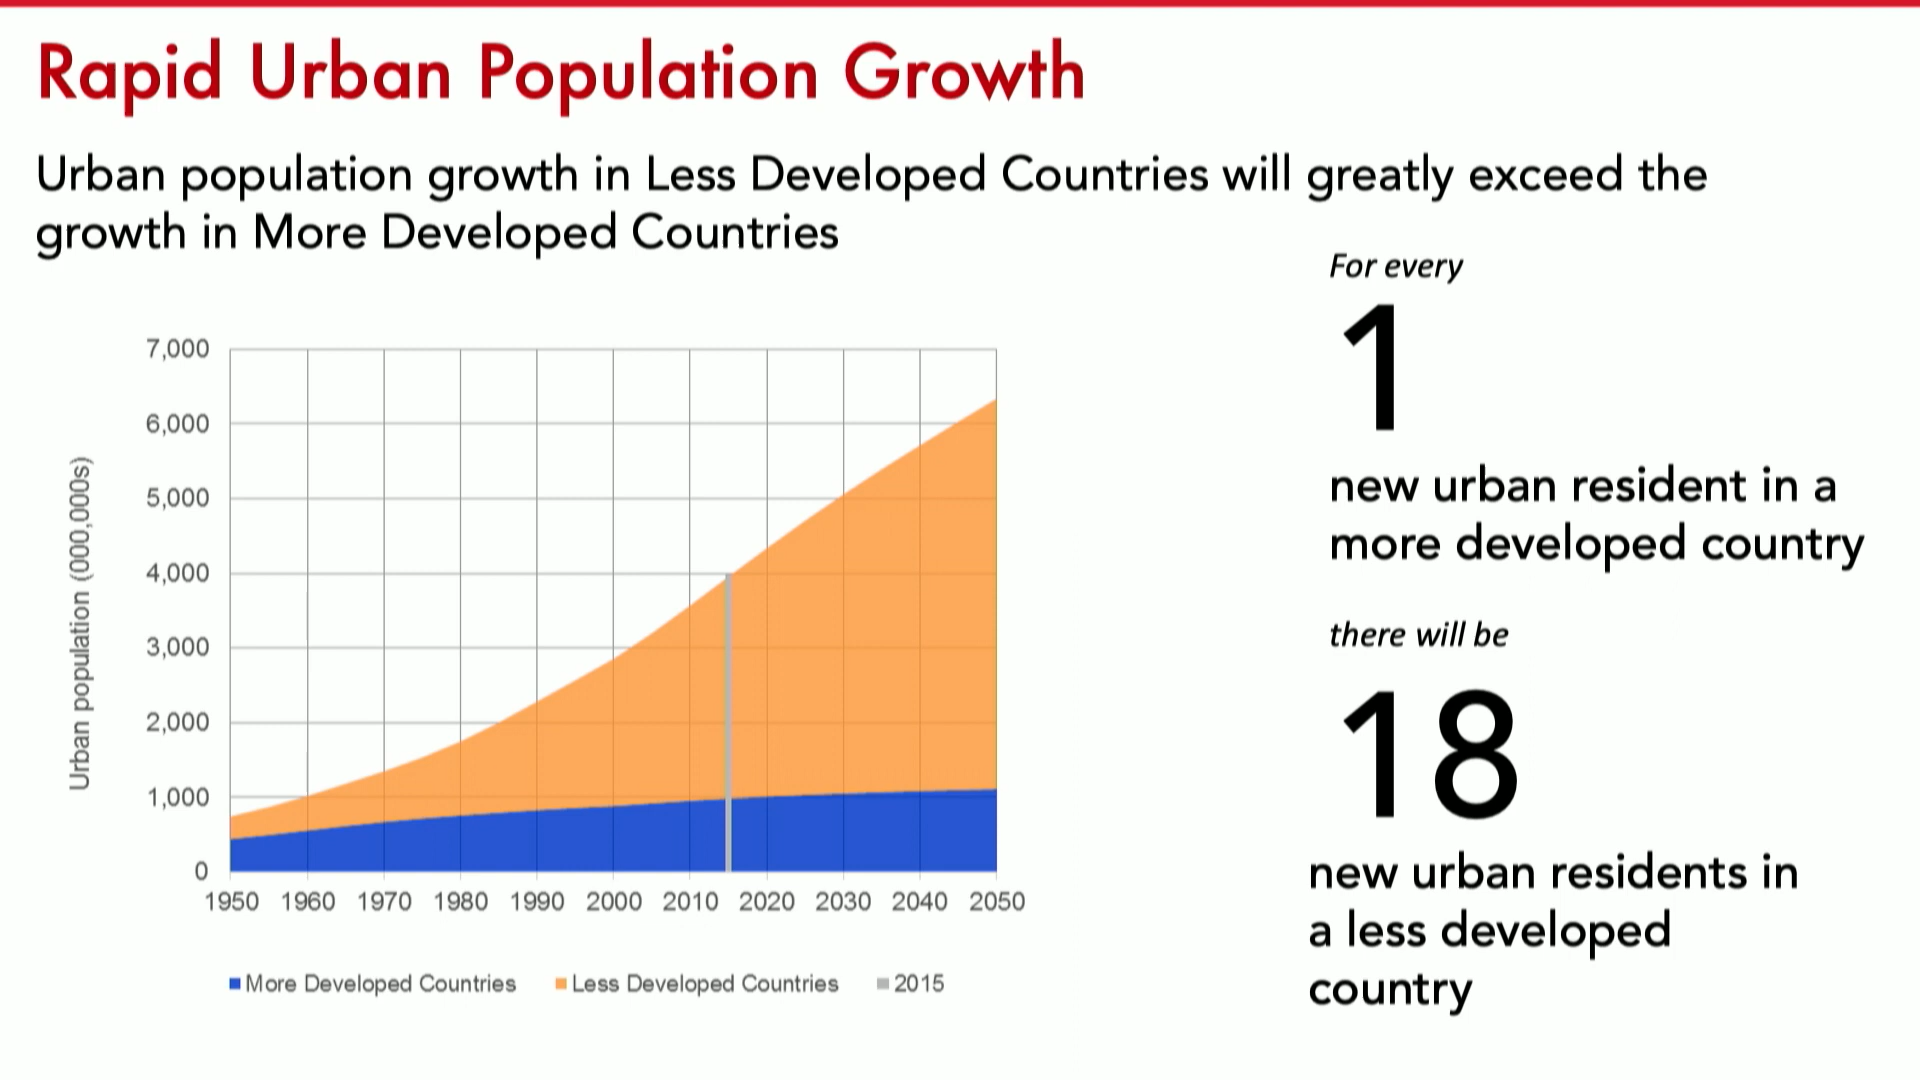 Rapid Urban Population Growth
Urban population growth in Less Developed Countries will greatly exceed the
growth in More Developed Countries
For every
1
new urban resident in a
more developed country
there will be
18
new urban residents in
a less developed
country
Urban population (000,000s)
7,000
6,000
5,000
4,000
3,000
2,000
1,000
0
1950 1960 1970 1980 1990 2000 2010 2020 2030 2040 2050
More Developed Countries Less Developed Countries 2015